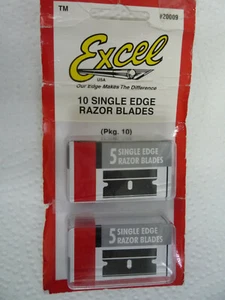 TM
#20009
Excel
USA
Our Edge Makes The Difference
10 SINGLE EDGE
RAZOR BLADES
(Pkg. 10)
5 SINGLE EDGE
RAZOR BLADES
5 SINGLE EDGE
RAZOR BLADES